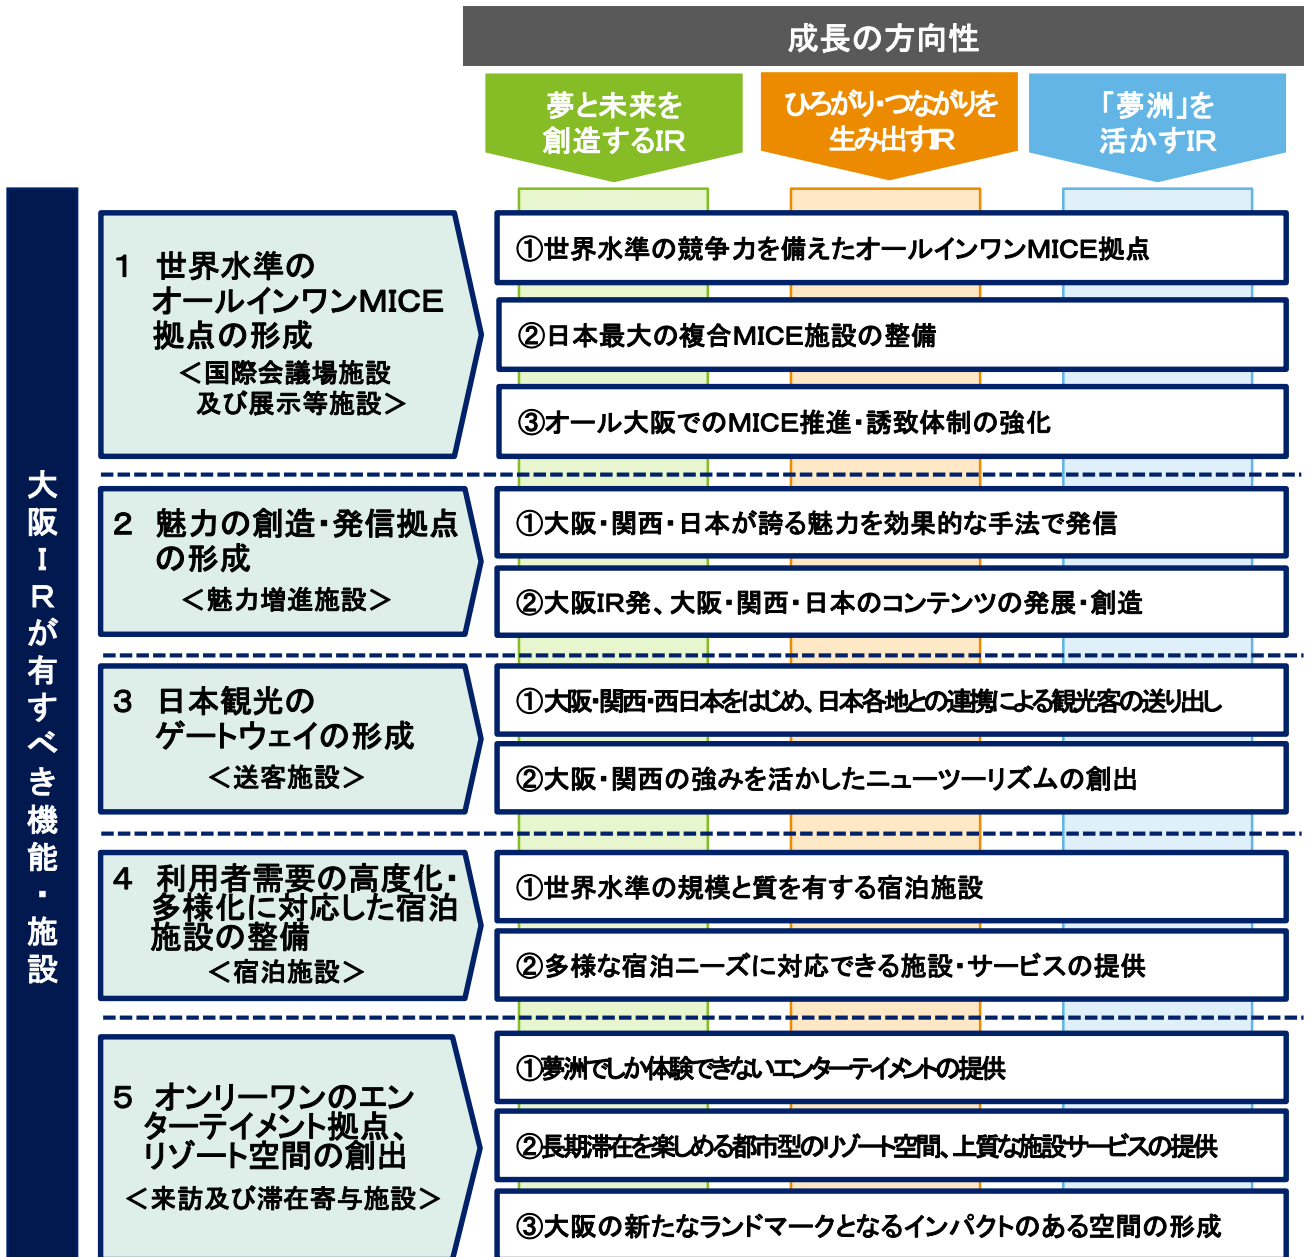 成長の方向性
夢と未来を
創造するIR
ひろがり・つながりを
生み出すIR
「夢洲」を
活かすIR
大阪IRが有すべき機能・施設
1 世界水準の
オールインワンMICE
拠点の形成
＜国際会議場施設
及び展示等施設＞
①世界水準の競争力を備えたオールインワンMICE拠点
②日本最大の複合MICE施設の整備
③オール大阪でのMICE推進・誘致体制の強化
2 魅力の創造・発信拠点
の形成
＜魅力増進施設＞
①大阪・関西・日本が誇る魅力を効果的な手法で発信
②大阪IR発、大阪・関西・日本のコンテンツの発展・創造
3 日本観光の
ゲートウェイの形成
＜送客施設＞
①大阪・関西・西日本をはじめ、日本各地との連携による観光客の送り出し
②大阪・関西の強みを活かしたニューツーリズムの創出
4 利用者需要の高度化・
多様化に対応した宿泊
施設の整備
＜宿泊施設＞
①世界水準の規模と質を有する宿泊施設
②多様な宿泊ニーズに対応できる施設・サービスの提供
5 オンリーワンのエン
ターテイメント拠点、
リゾート空間の創出
＜来訪及び滞在寄与施設＞
①夢洲でしか体験できないエンターテイメントの提供
②長期滞在を楽しめる都市型のリゾート空間、上質な施設サービスの提供
③大阪の新たなランドマークとなるインパクトのある空間の形成